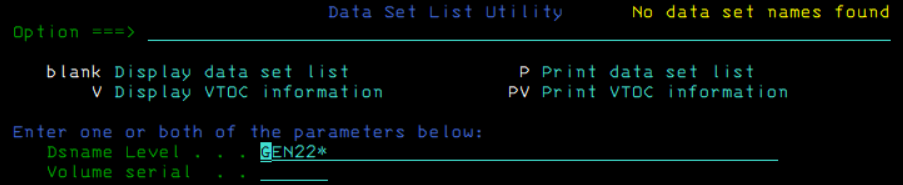 Data Set List Utility No data set names found
Option ===>
blank Display data set list P Print data set list
V Display VTOC information PV Print VTOC information
Enter one or both of the parameters below:
Dsname Level . . . GEN22*
Volume serial . .